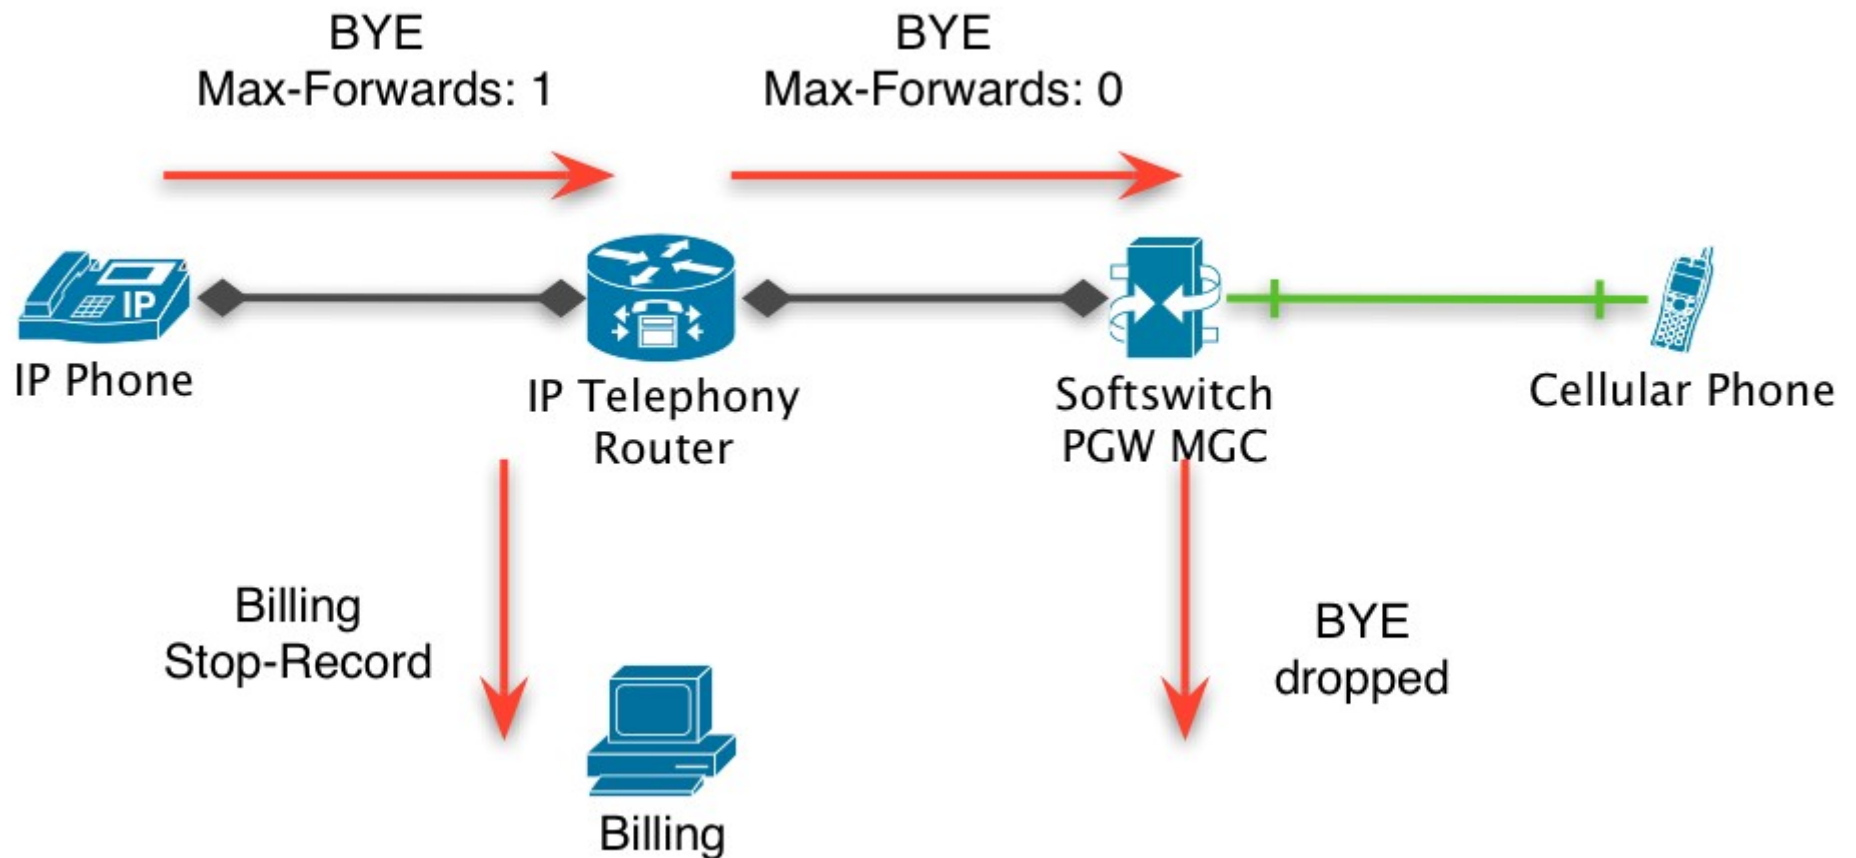 BYE
Max-Forwards: 1
BYE
Max-Forwards: 0
IP
IP Phone
IP Telephony
Router
Softswitch
PGW MGC
Cellular Phone
Billing
Stop-Record
BYE
dropped
Billing